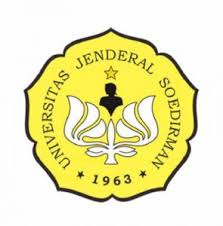 UNIVERSITAS JENDERAL SOEDIRMAN
* 1963 *